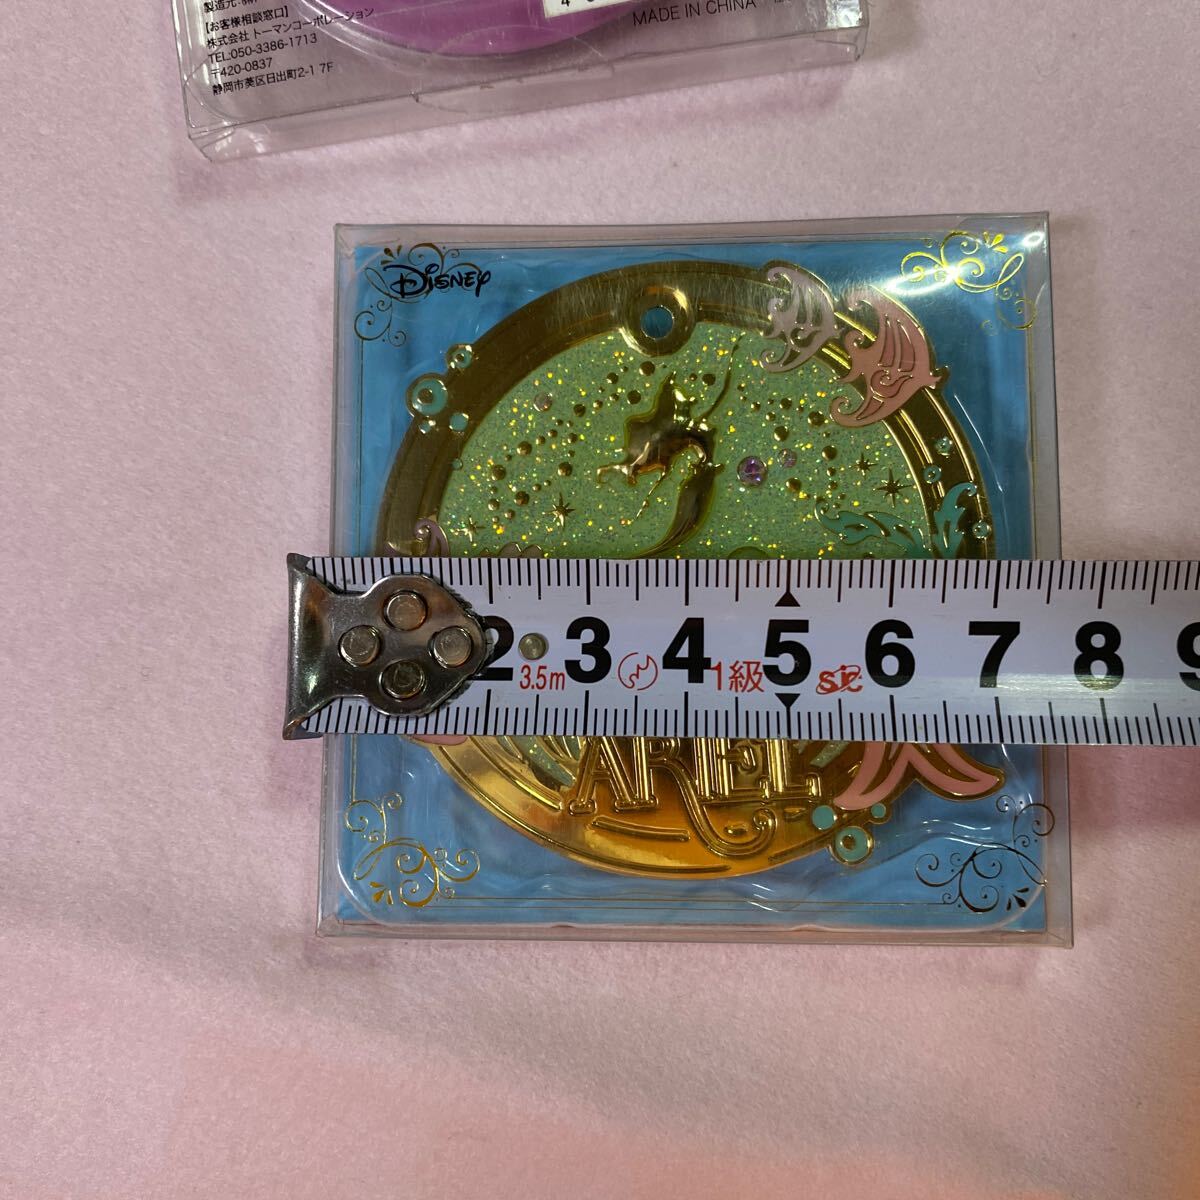 【お客様相談窓口】
株式会社 トーマンコーポレーション
TEL:050-3386-1713
〒420-0837
静岡市葵区日出町2-1 7F
MADE IN CHINA
Disney
2 3 4 5 6 7 8 9
3.5m 1級
ARIEL